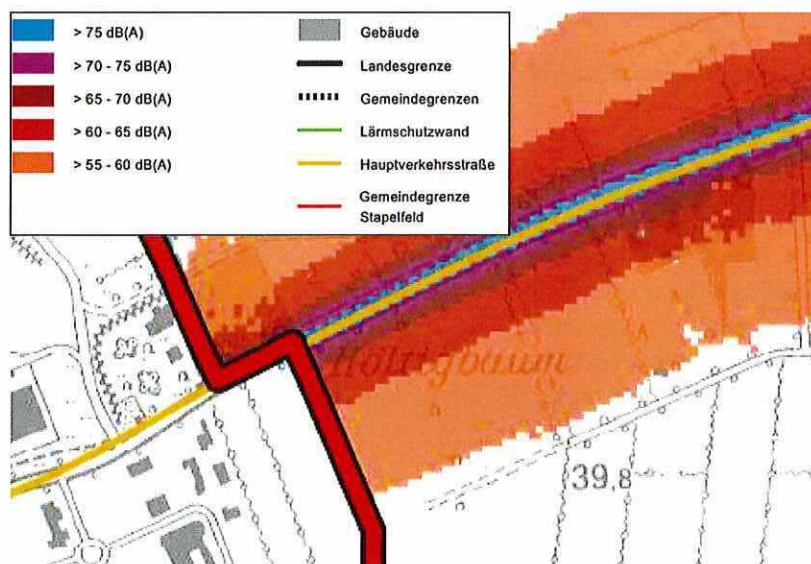 > 75 dB(A)
> 70 - 75 dB(A)
> 65 - 70 dB(A)
> 60 - 65 dB(A)
> 55 - 60 dB(A)
Gebäude
Landesgrenze
Gemeindegrenzen
Lärmschutzwand
Hauptverkehrsstraße
Gemeindegrenze
Stapelfeld
Höltigbaum
39,8